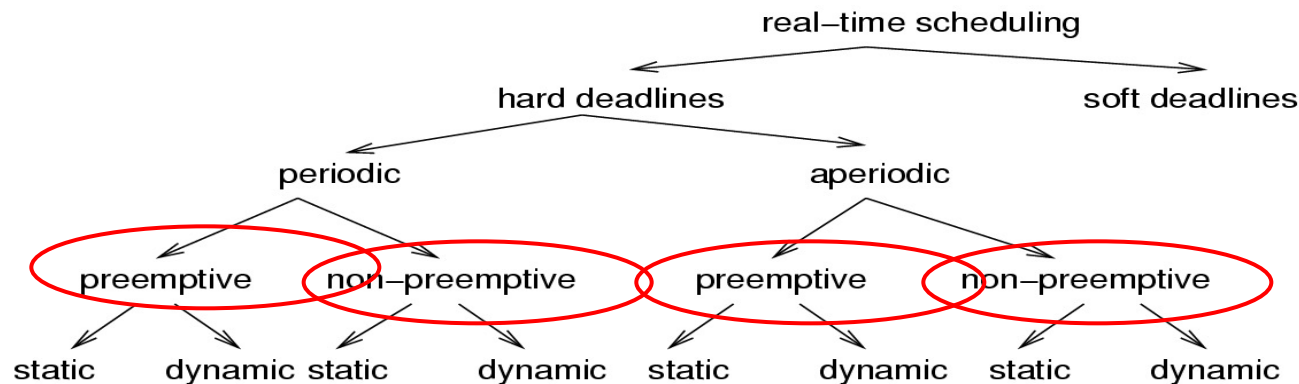 real–time scheduling
hard deadlines soft deadlines
periodic aperiodic
preemptive non–preemptive preemptive non–preemptive
static dynamic static dynamic static dynamic static dynamic